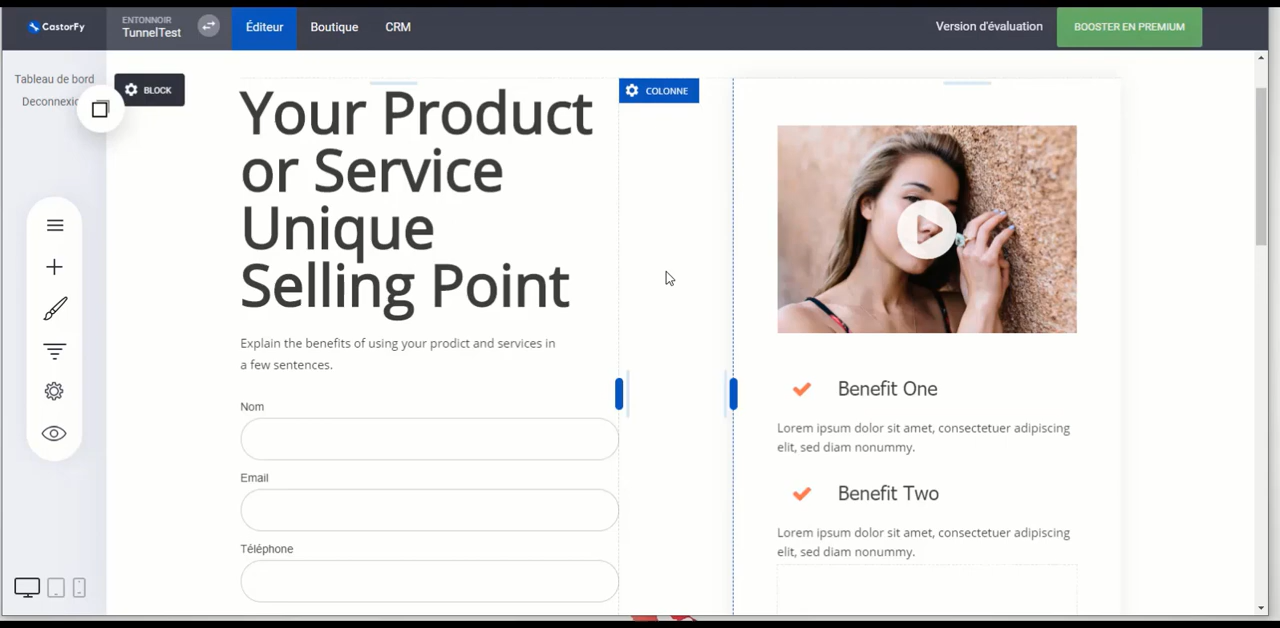 CastorFy
ENTONNOIR
TunnelTest
Éditeur
Boutique
CRM
Version d'évaluation
BOOSTER EN PREMIUM
Tableau de bord
Deconnexio
BLOCK
COLONNE
Your Product
or Service
Unique
Selling Point
Explain the benefits of using your prodict and services in
a few sentences.
Nom
Email
Téléphone
Benefit One
Lorem ipsum dolor sit amet, consectetuer adipiscing
elit, sed diam nonummy.
Benefit Two
Lorem ipsum dolor sit amet, consectetuer adipiscing
elit, sed diam nonummy.